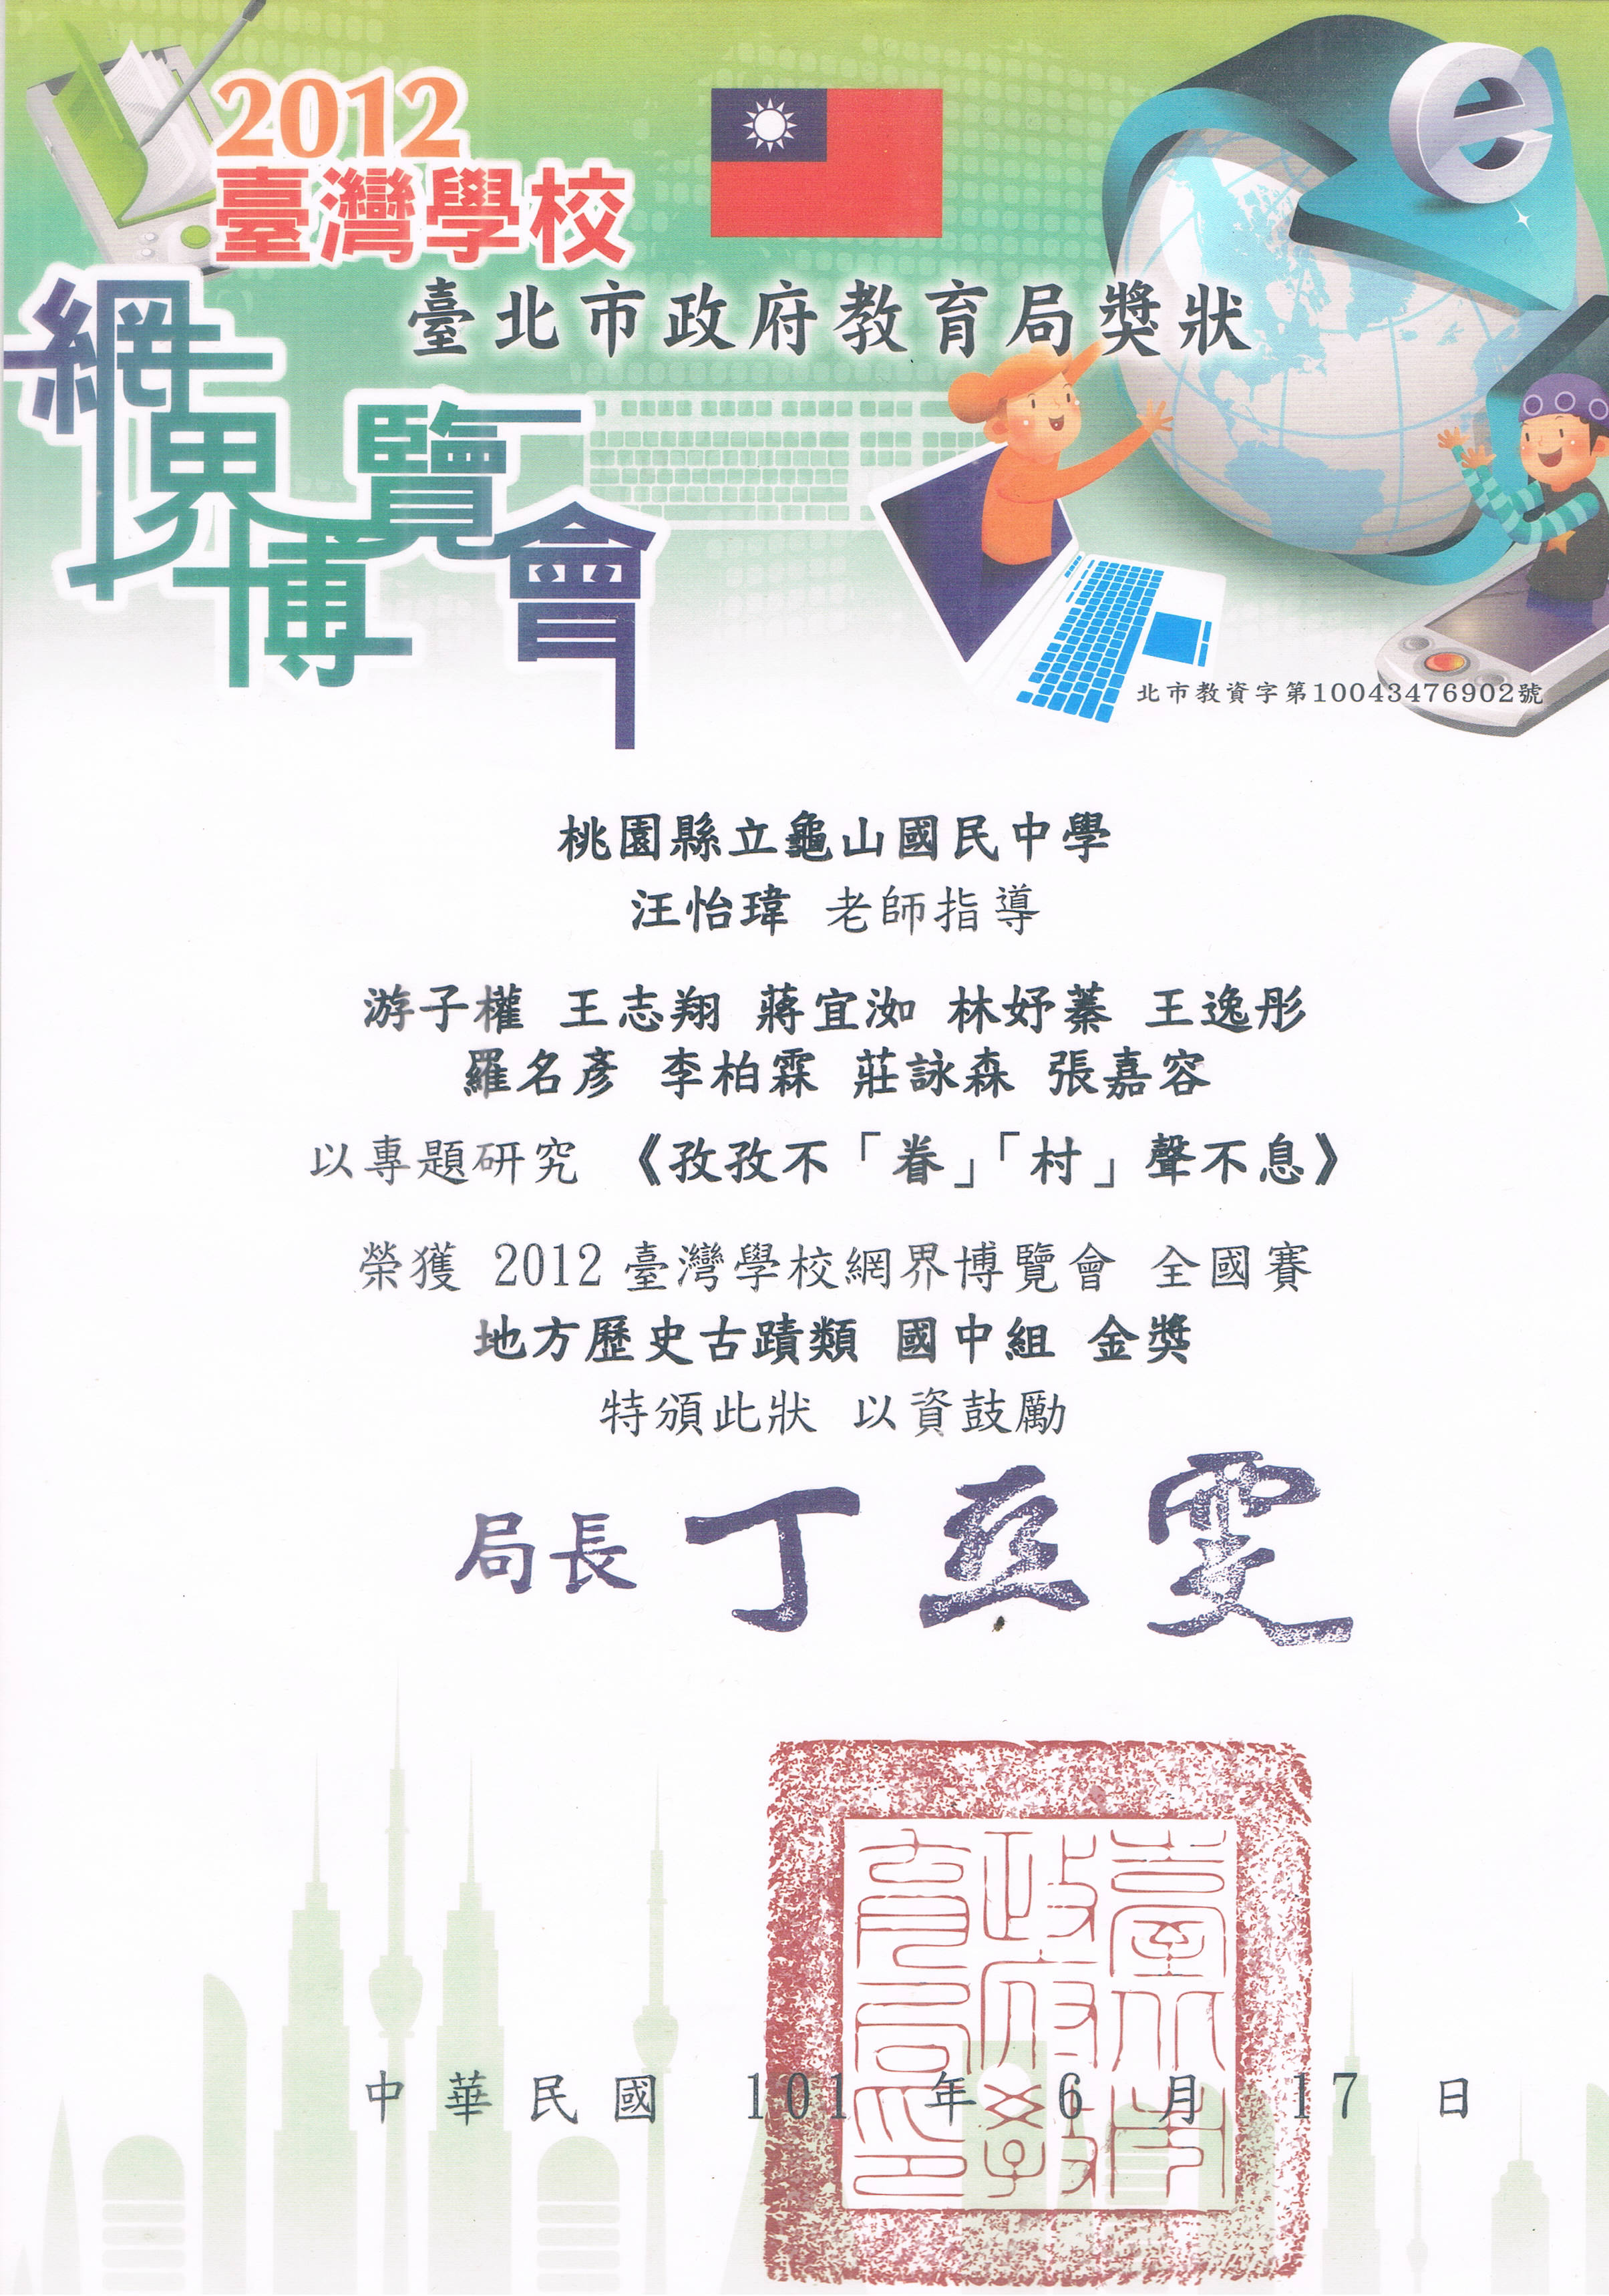 2012
臺灣學校
網界博覽會
e
臺北市政府教育局獎狀
北市教資字第10043476902號
桃園縣立龜山國民中學
汪怡瑋 老師指導
游子權 王志翔 蔣宜洳 林妤蓁 王逸彤
羅名彥 李柏霖 莊詠森 張嘉容
以專題研究 《孜孜不「眷」「村」聲不息》
榮獲 2012臺灣學校網界博覽會 全國賽
地方歷史古蹟類 國中組 金獎
特頒此狀 以資鼓勵
局長 丁亞雯
臺北市
政府教
育局印
中華民國 101 年 6 月 17 日